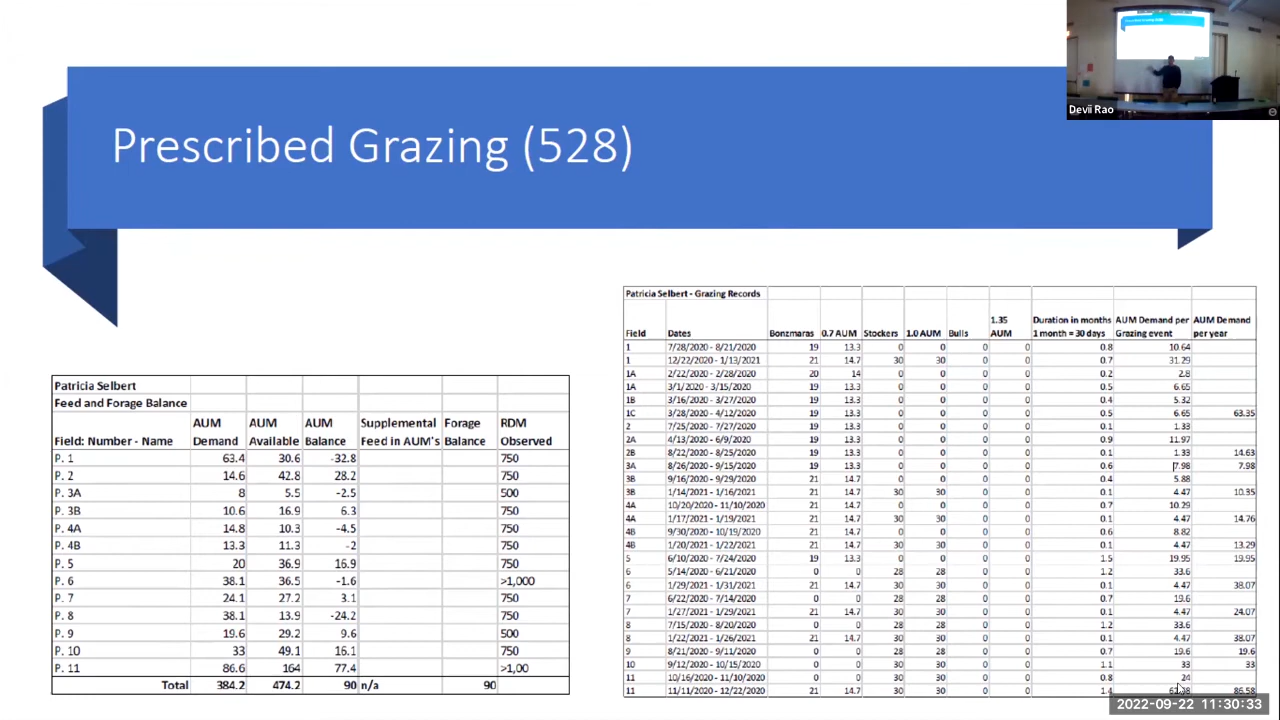 Prescribed Grazing (528)
Devii Rao
Patricia Selbert
Feed and Forage Balance
Field: Number - Name AUM Demand AUM Available AUM Balance Supplemental Feed in AUM's Forage Balance RDM Observed
P. 1 63.4 30.6 -32.8 750
P. 2 14.6 42.8 28.2 750
P. 3A 8 5.5 -2.5 500
P. 3B 10.6 16.9 6.3 750
P. 4A 14.8 10.3 -4.5 750
P. 4B 13.3 11.3 -2 750
P. 5 20 36.9 16.9 750
P. 6 38.1 36.5 -1.6 >1,000
P. 7 24.1 27.2 3.1 750
P. 8 38.1 13.9 -24.2 750
P. 9 19.6 29.2 9.6 500
P. 10 33 49.1 16.1 750
P. 11 86.6 164 77.4 >1,00
Total 384.2 474.2 90 n/a 90
Patricia Selbert - Grazing Records
Field Dates Bonzmaras 0.7 AUM Stockers 1.0 AUM Bulls 1.35 AUM Duration in months 1 month = 30 days AUM Demand per Grazing event AUM Demand per year
1 7/28/2020 - 8/21/2020 19 13.3 0 0 0 0 0.8 10.64
1 12/22/2020 - 1/13/2021 21 14.7 30 30 0 0 0.7 31.29
1A 2/22/2020 - 2/28/2020 20 14 0 0 0 0 0.2 2.8
1A 3/1/2020 - 3/15/2020 19 13.3 0 0 0 0 0.5 6.65
1B 3/16/2020 - 3/27/2020 19 13.3 0 0 0 0 0.4 5.32
1C 3/28/2020 - 4/12/2020 19 13.3 0 0 0 0 0.5 6.65 63.35
2 7/25/2020 - 7/27/2020 19 13.3 0 0 0 0 0.1 1.33
2A 4/13/2020 - 6/9/2020 19 13.3 0 0 0 0 0.9 11.97
2B 8/22/2020 - 8/25/2020 19 13.3 0 0 0 0 0.1 1.33 14.63
3A 8/26/2020 - 9/15/2020 19 13.3 0 0 0 0 0.6 7.98 7.98
3B 9/16/2020 - 9/29/2020 21 14.7 0 0 0 0 0.4 5.88
3B 1/14/2021 - 1/16/2021 21 14.7 30 30 0 0 0.1 4.47 10.35
4A 10/20/2020 - 11/10/2020 21 14.7 0 0 0 0 0.7 10.29
4A 1/17/2021 - 1/19/2021 21 14.7 30 30 0 0 0.1 4.47 14.76
4B 9/30/2020 - 10/19/2020 21 14.7 0 0 0 0 0.6 8.82
4B 1/20/2021 - 1/22/2021 21 14.7 30 30 0 0 0.1 4.47 13.29
5 6/10/2020 - 7/24/2020 19 13.3 0 0 0 0 1.5 19.95 19.95
6 5/14/2020 - 6/21/2020 0 0 28 28 0 0 1.2 33.6
6 1/29/2021 - 1/31/2021 21 14.7 30 30 0 0 0.1 4.47 38.07
7 6/22/2020 - 7/14/2020 0 0 28 28 0 0 0.7 19.6
7 1/27/2021 - 1/29/2021 21 14.7 30 30 0 0 0.1 4.47 24.07
8 7/15/2020 - 8/20/2020 0 0 28 28 0 0 1.2 33.6
8 1/22/2021 - 1/26/2021 21 14.7 30 30 0 0 0.1 4.47 38.07
9 8/21/2020 - 9/11/2020 0 0 28 28 0 0 0.7 19.6 19.6
10 9/12/2020 - 10/15/2020 0 0 30 30 0 0 1.1 33 33
11 10/16/2020 - 11/10/2020 0 0 30 30 0 0 0.8 24
11 11/11/2020 - 12/22/2020 21 14.7 30 30 0 0 1.4 86.58
2022-09-22 11:30:33